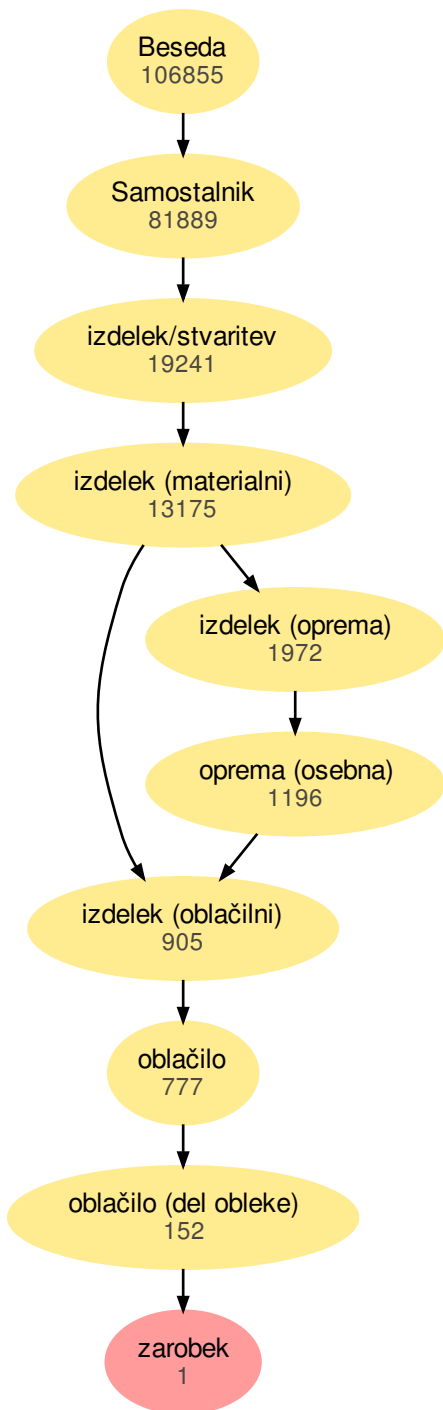 Beseda
106855
Samostalnik
81889
izdelek/stvaritev
19241
izdelek (materialni)
13175
izdelek (oprema)
1972
oprema (osebna)
1196
izdelek (oblačilni)
905
oblačilo
777
oblačilo (del obleke)
152
zarobek
1